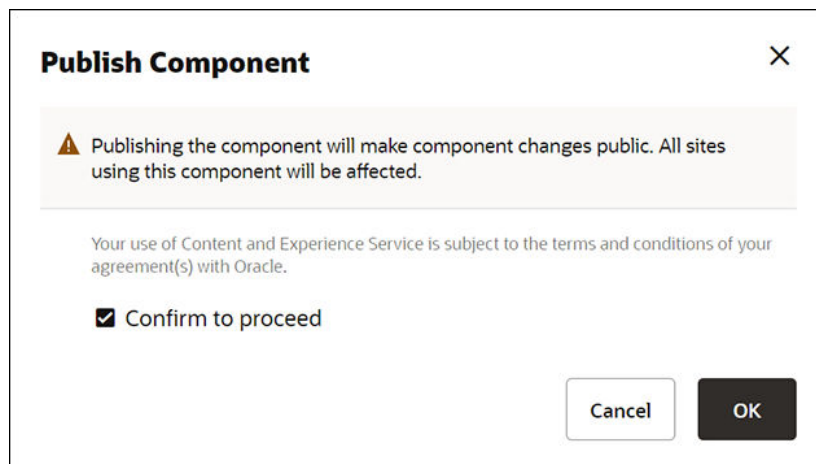 Publish Component
Publishing the component will make component changes public. All sites
using this component will be affected.
Your use of Content and Experience Service is subject to the terms and conditions of your
agreement(s) with Oracle.
Confirm to proceed
Cancel
OK